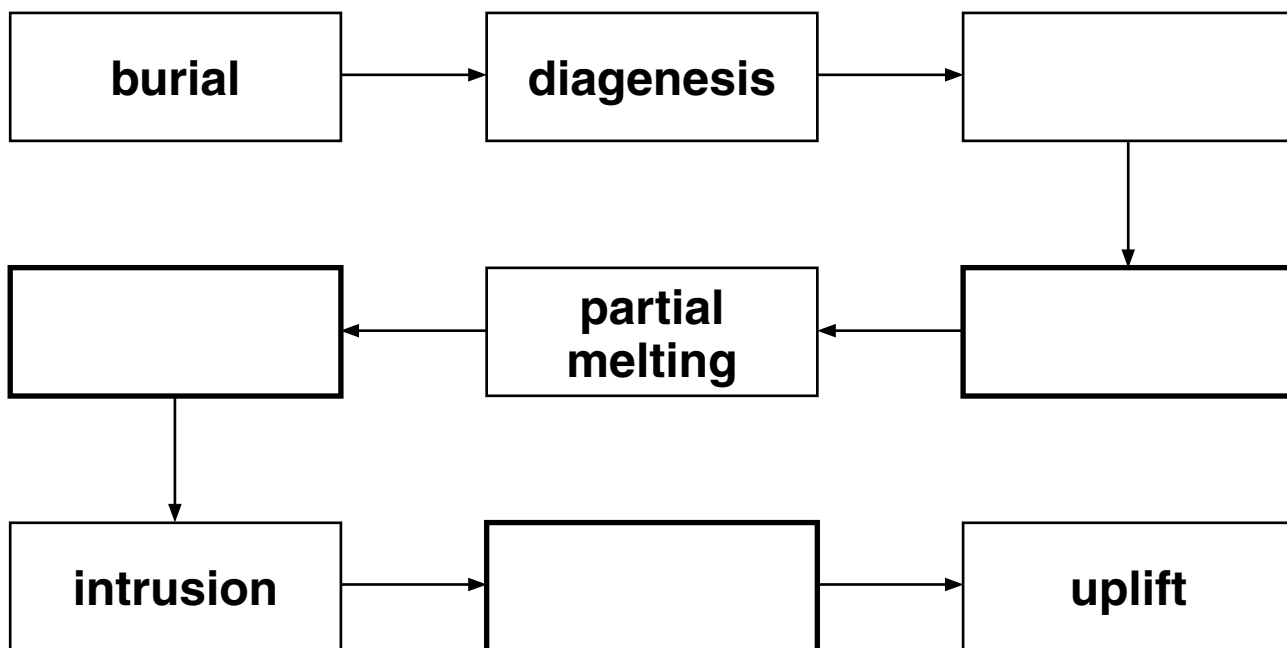 burial
diagenesis
partial
melting
intrusion
uplift